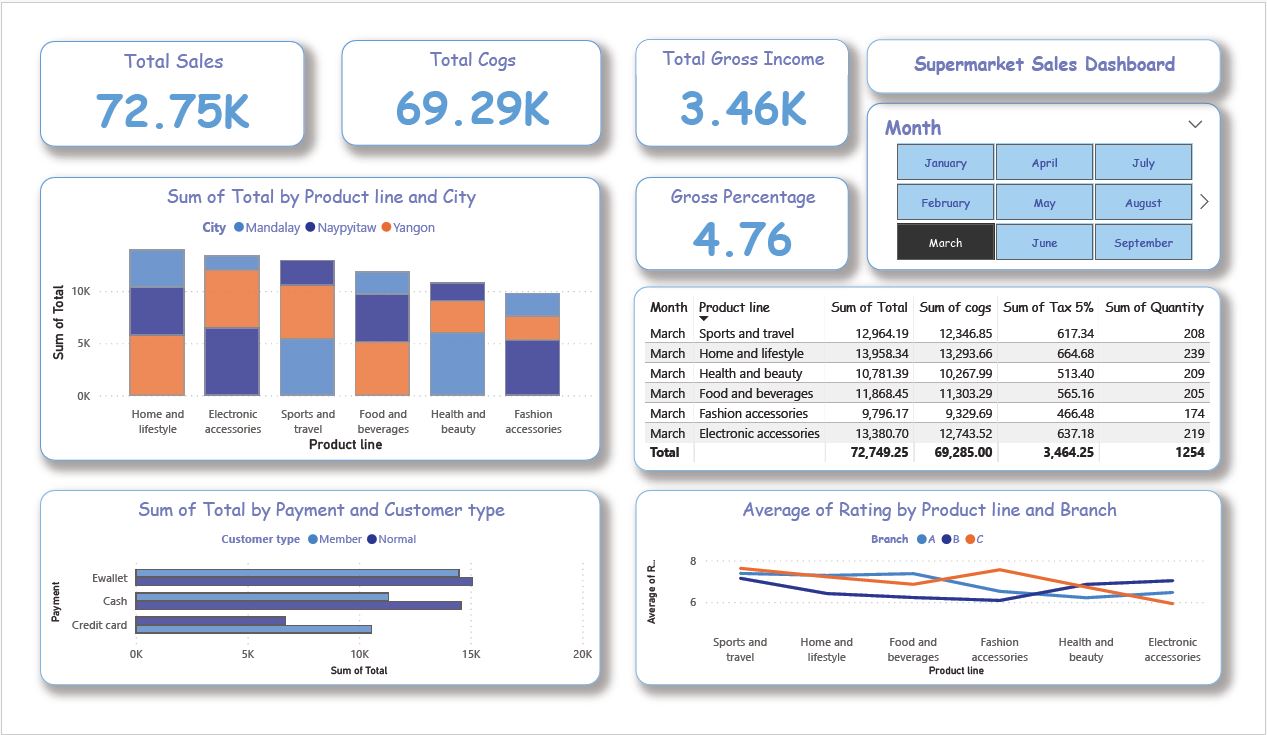 Total Sales
72.75K
Total Cogs
69.29K
Total Gross Income
3.46K
Supermarket Sales Dashboard
Month
January April July
February May August
March June September
Gross Percentage
4.76
Sum of Total by Product line and City
City Mandalay Naypyitaw Yangon
Sum of Total
10K
5K
0K
Home and lifestyle
Electronic accessories
Sports and travel
Food and beverages
Health and beauty
Fashion accessories
Product line
Month Product line Sum of Total Sum of cogs Sum of Tax 5% Sum of Quantity
March Sports and travel 12,964.19 12,346.85 617.34 208
March Home and lifestyle 13,958.34 13,293.66 664.68 239
March Health and beauty 10,781.39 10,267.99 513.40 209
March Food and beverages 11,868.45 11,303.29 565.16 205
March Fashion accessories 9,796.17 9,329.69 466.48 174
March Electronic accessories 13,380.70 12,743.52 637.18 219
Total 72,749.25 69,285.00 3,464.25 1254
Sum of Total by Payment and Customer type
Customer type Member Normal
Payment
Ewallet
Cash
Credit card
0K 5K 10K 15K 20K
Sum of Total
Average of Rating by Product line and Branch
Branch A B C
Average of R..
8
6
Sports and travel
Home and lifestyle
Food and beverages
Fashion accessories
Health and beauty
Electronic accessories
Product line